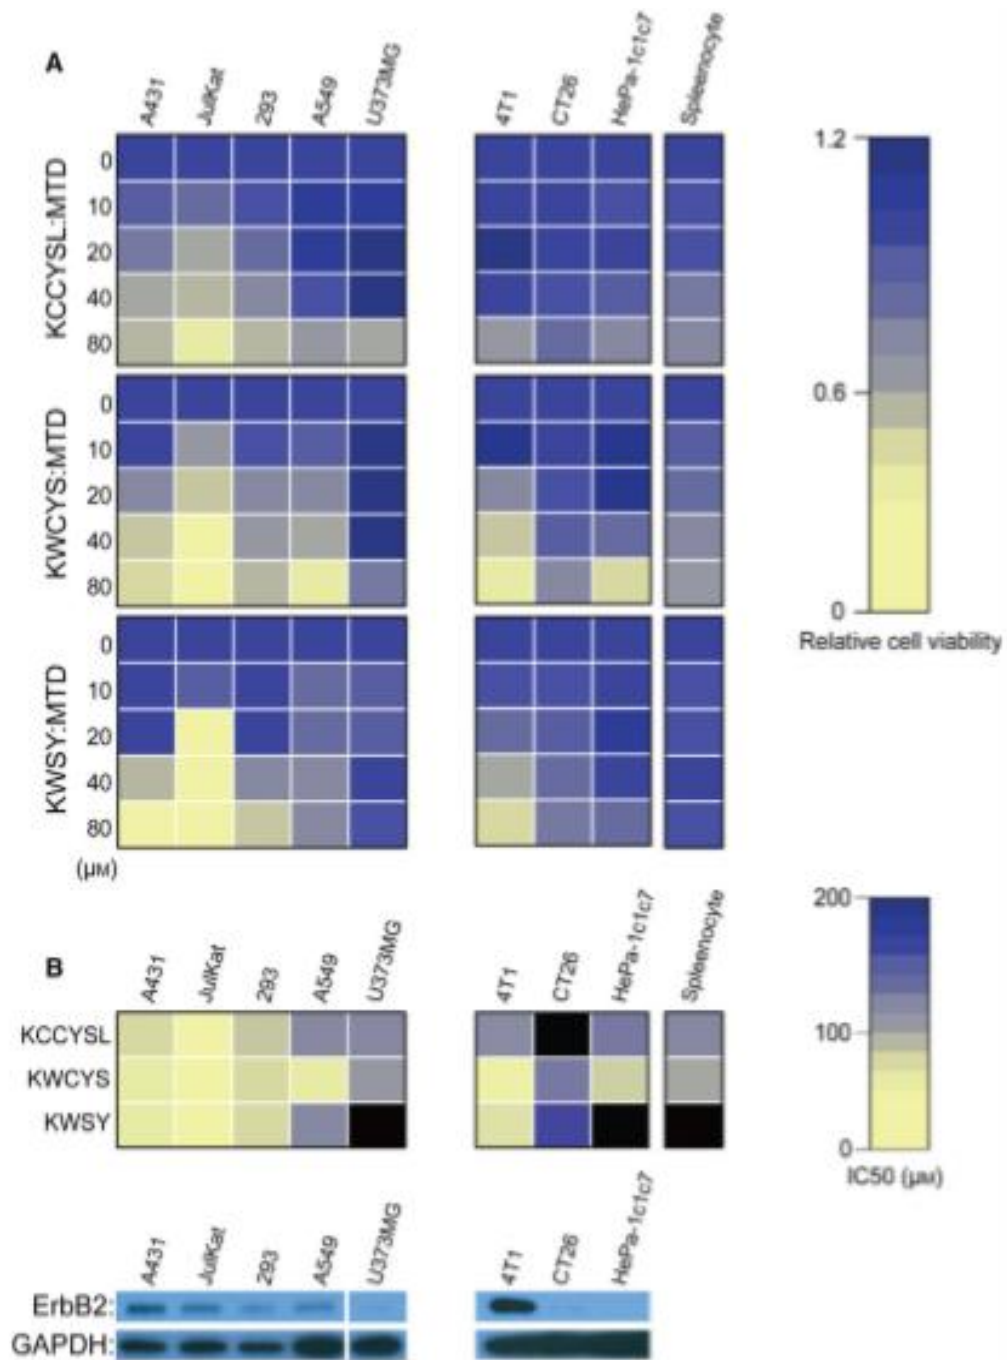 A
A431 JulKat 293 A549 U373MG 4T1 CT26 HePa-1c1c7 Spleenocyte
KCCYSL:MTD
0
10
20
40
80
KWCYS:MTD
0
10
20
40
80
KWSY:MTD
0
10
20
40
80
(µM)
1.2
0.6
0
Relative cell viability
B
A431 JulKat 293 A549 U373MG 4T1 CT26 HePa-1c1c7 Spleenocyte
KCCYSL
KWCYS
KWSY
200
100
0
IC50 (µM)
A431 JulKat 293 A549 U373MG 4T1 CT26 HePa-1c1c7
ErbB2:
GAPDH: